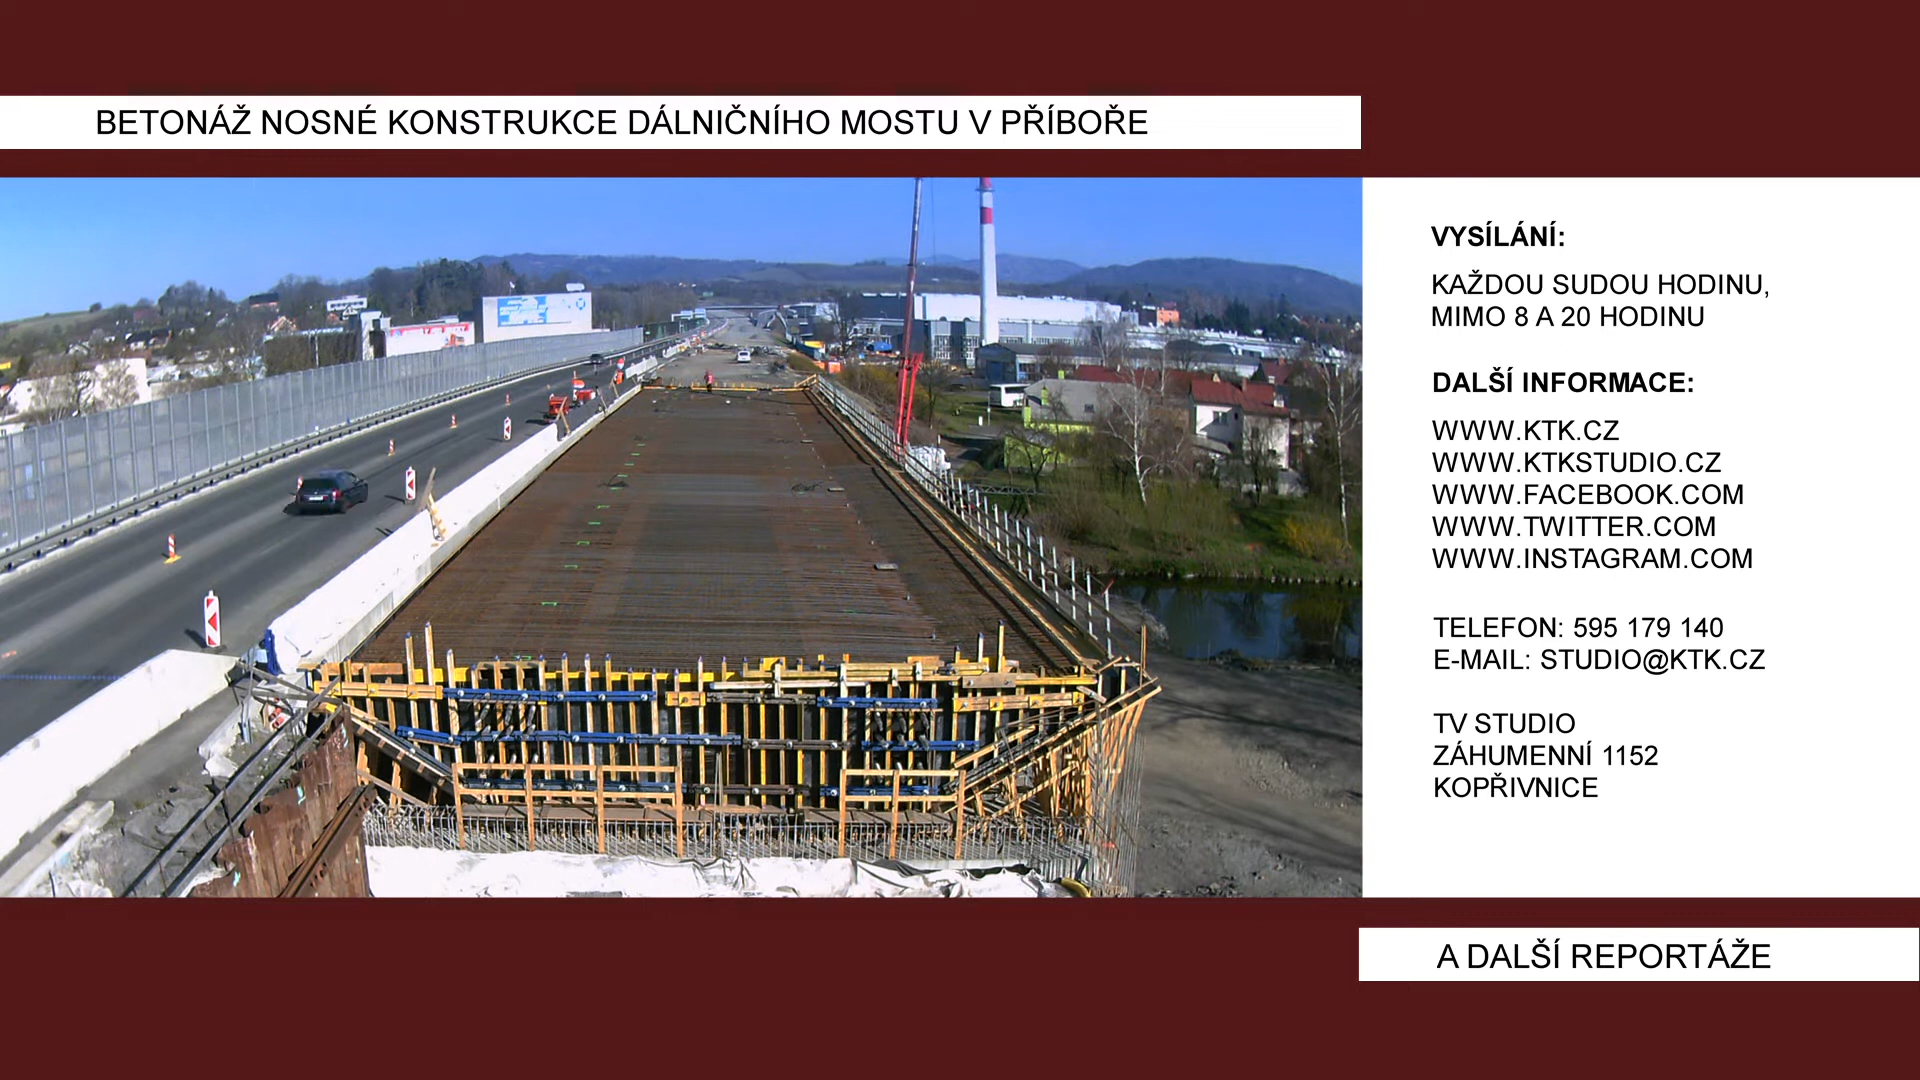 BETONÁŽ NOSNÉ KONSTRUKCE DÁLNIČNÍHO MOSTU V PŘÍBOŘE
VYSÍLÁNÍ:
KAŽDOU SUDOU HODINU,
MIMO 8 A 20 HODINU
DALŠÍ INFORMACE:
WWW.KTK.CZ
WWW.KTKSTUDIO.CZ
WWW.FACEBOOK.COM
WWW.TWITTER.COM
WWW.INSTAGRAM.COM
TELEFON: 595 179 140
E-MAIL: STUDIO@KTK.CZ
TV STUDIO
ZÁHUMENNÍ 1152
KOPŘIVNICE
A DALŠÍ REPORTÁŽE